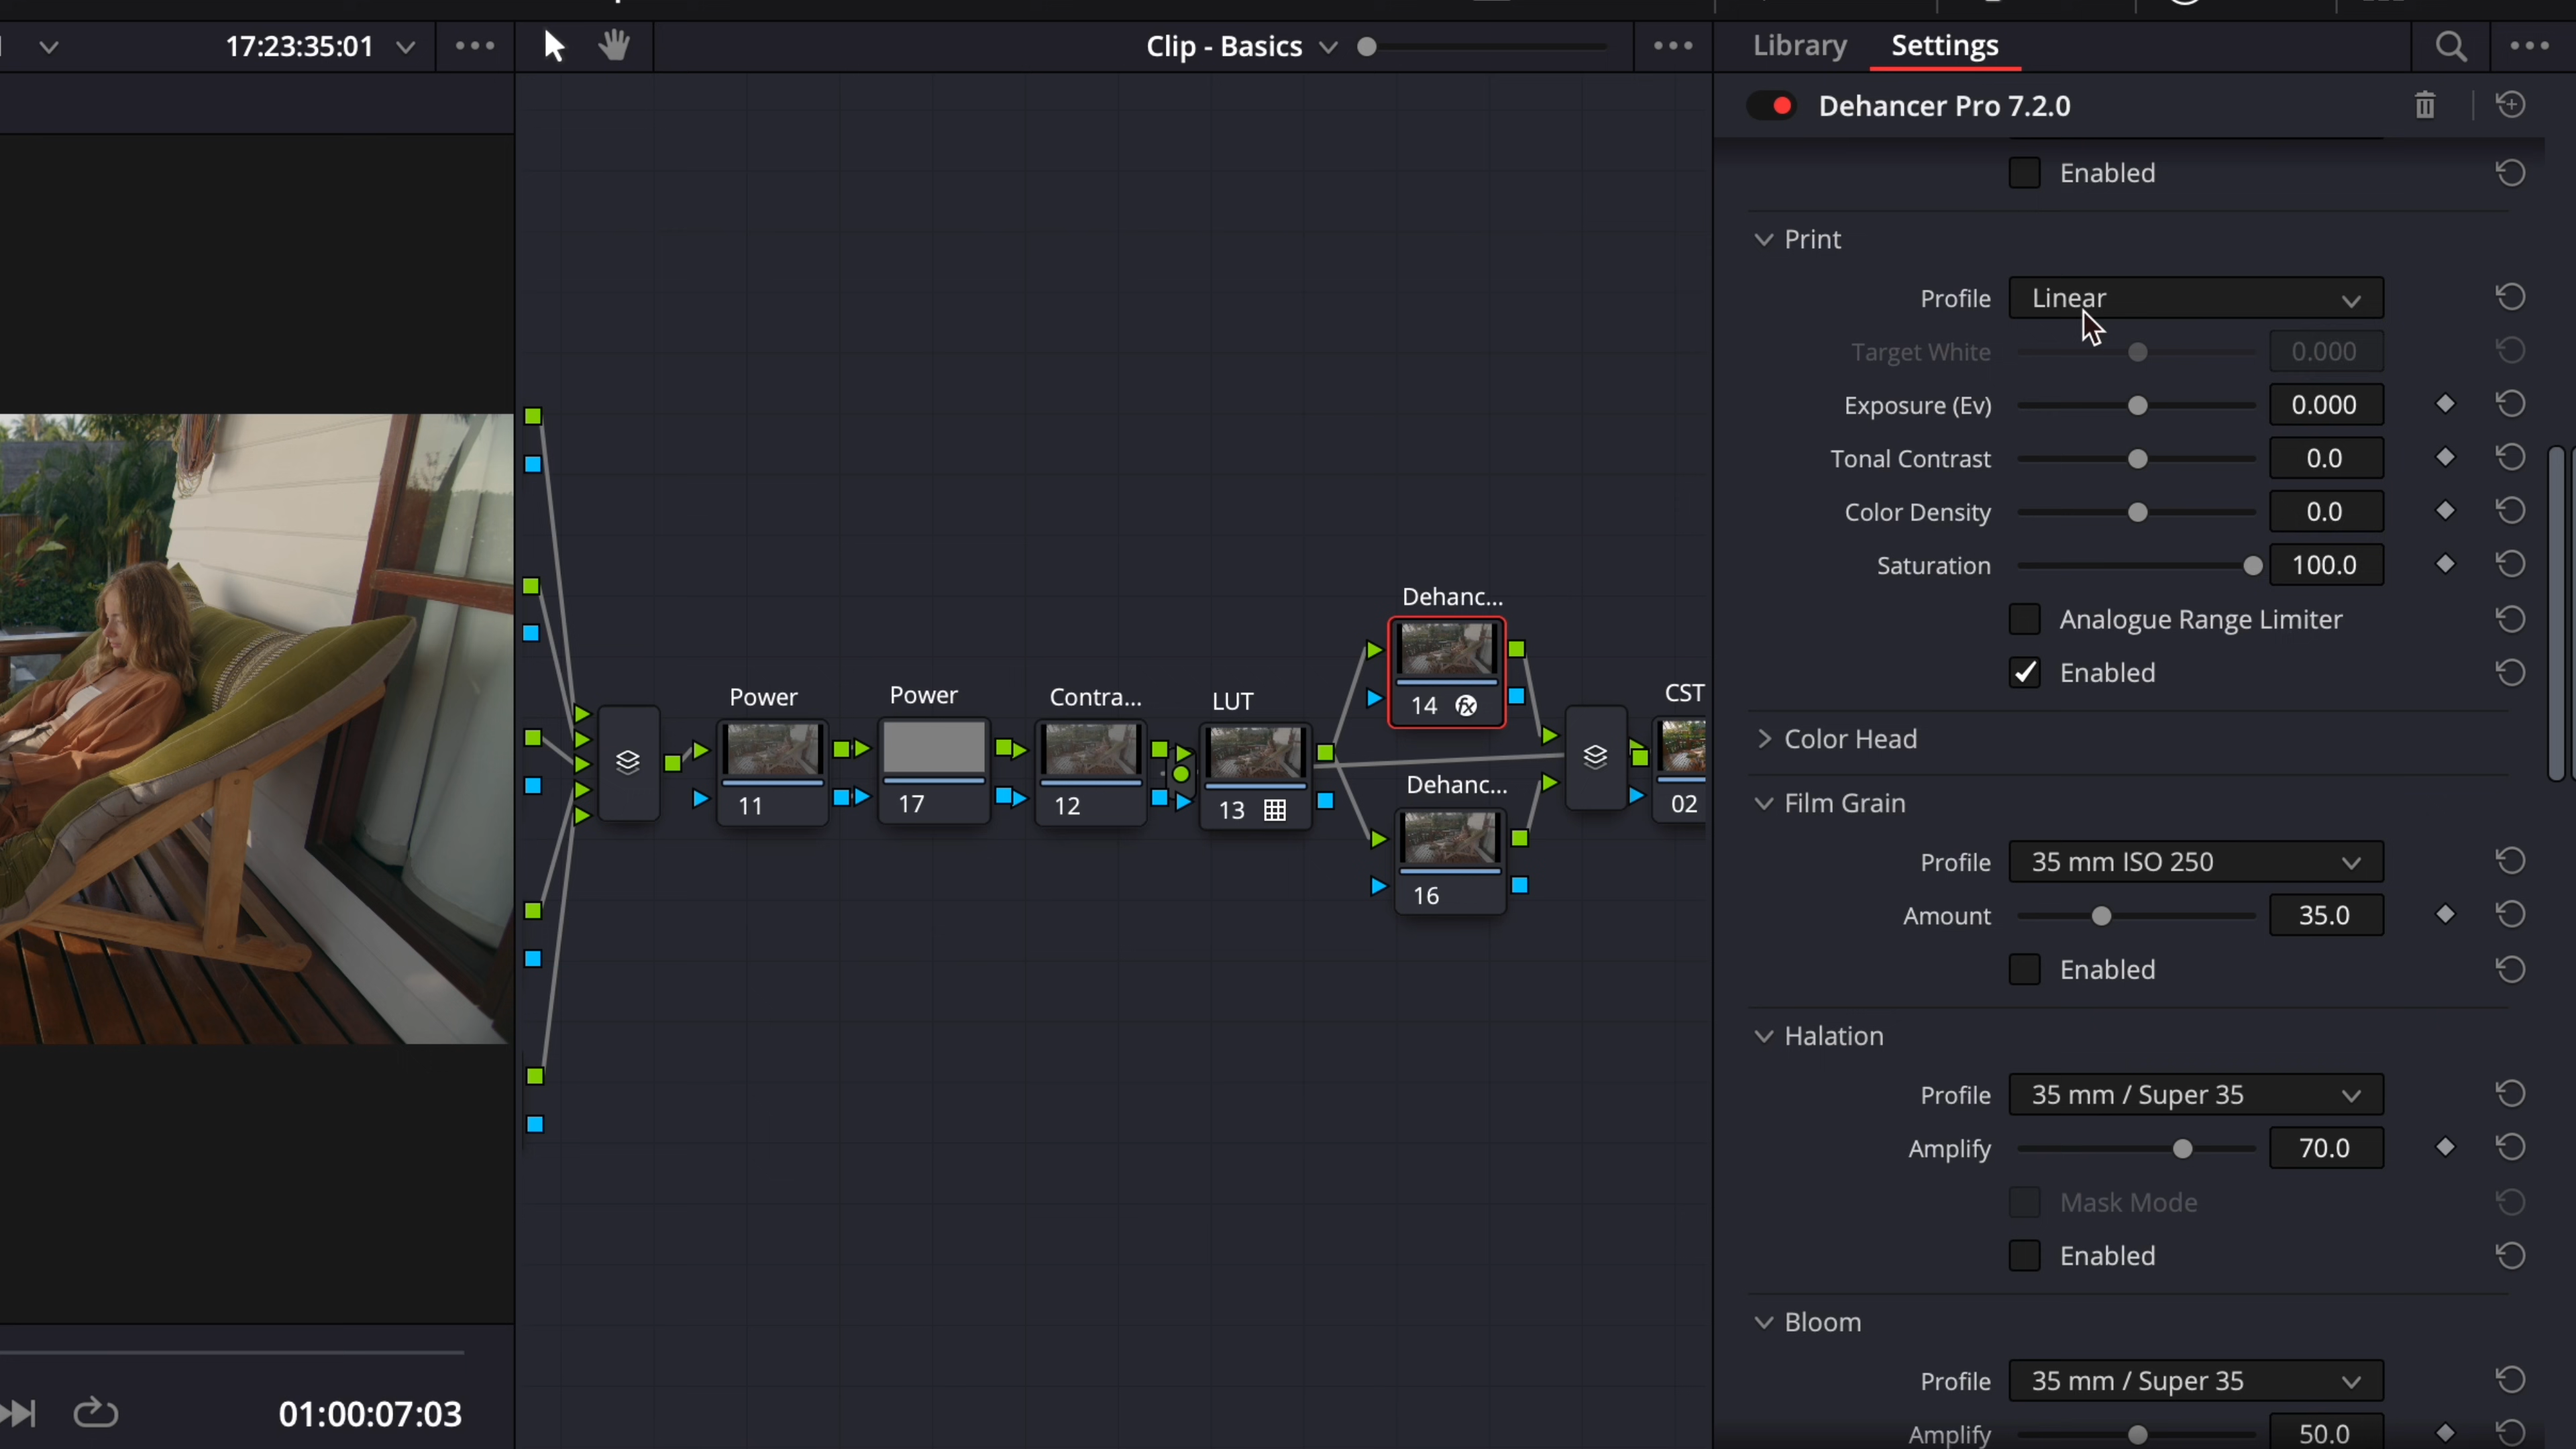 17:23:35:01
Clip - Basics
Library
Settings
Dehancer Pro 7.2.0
Enabled
Print
Profile
Linear
Target White
0.000
Exposure (Ev)
0.000
Tonal Contrast
0.0
Color Density
0.0
Saturation
100.0
Analogue Range Limiter
Enabled
Color Head
Film Grain
Profile
35 mm ISO 250
Amount
35.0
Enabled
Halation
Profile
35 mm / Super 35
Amplify
70.0
Mask Mode
Enabled
Bloom
Profile
35 mm / Super 35
Amplify
50.0
Power
11
Power
17
Contra...
12
LUT
13
Dehanc...
14
Dehanc...
16
CST
02
01:00:07:03